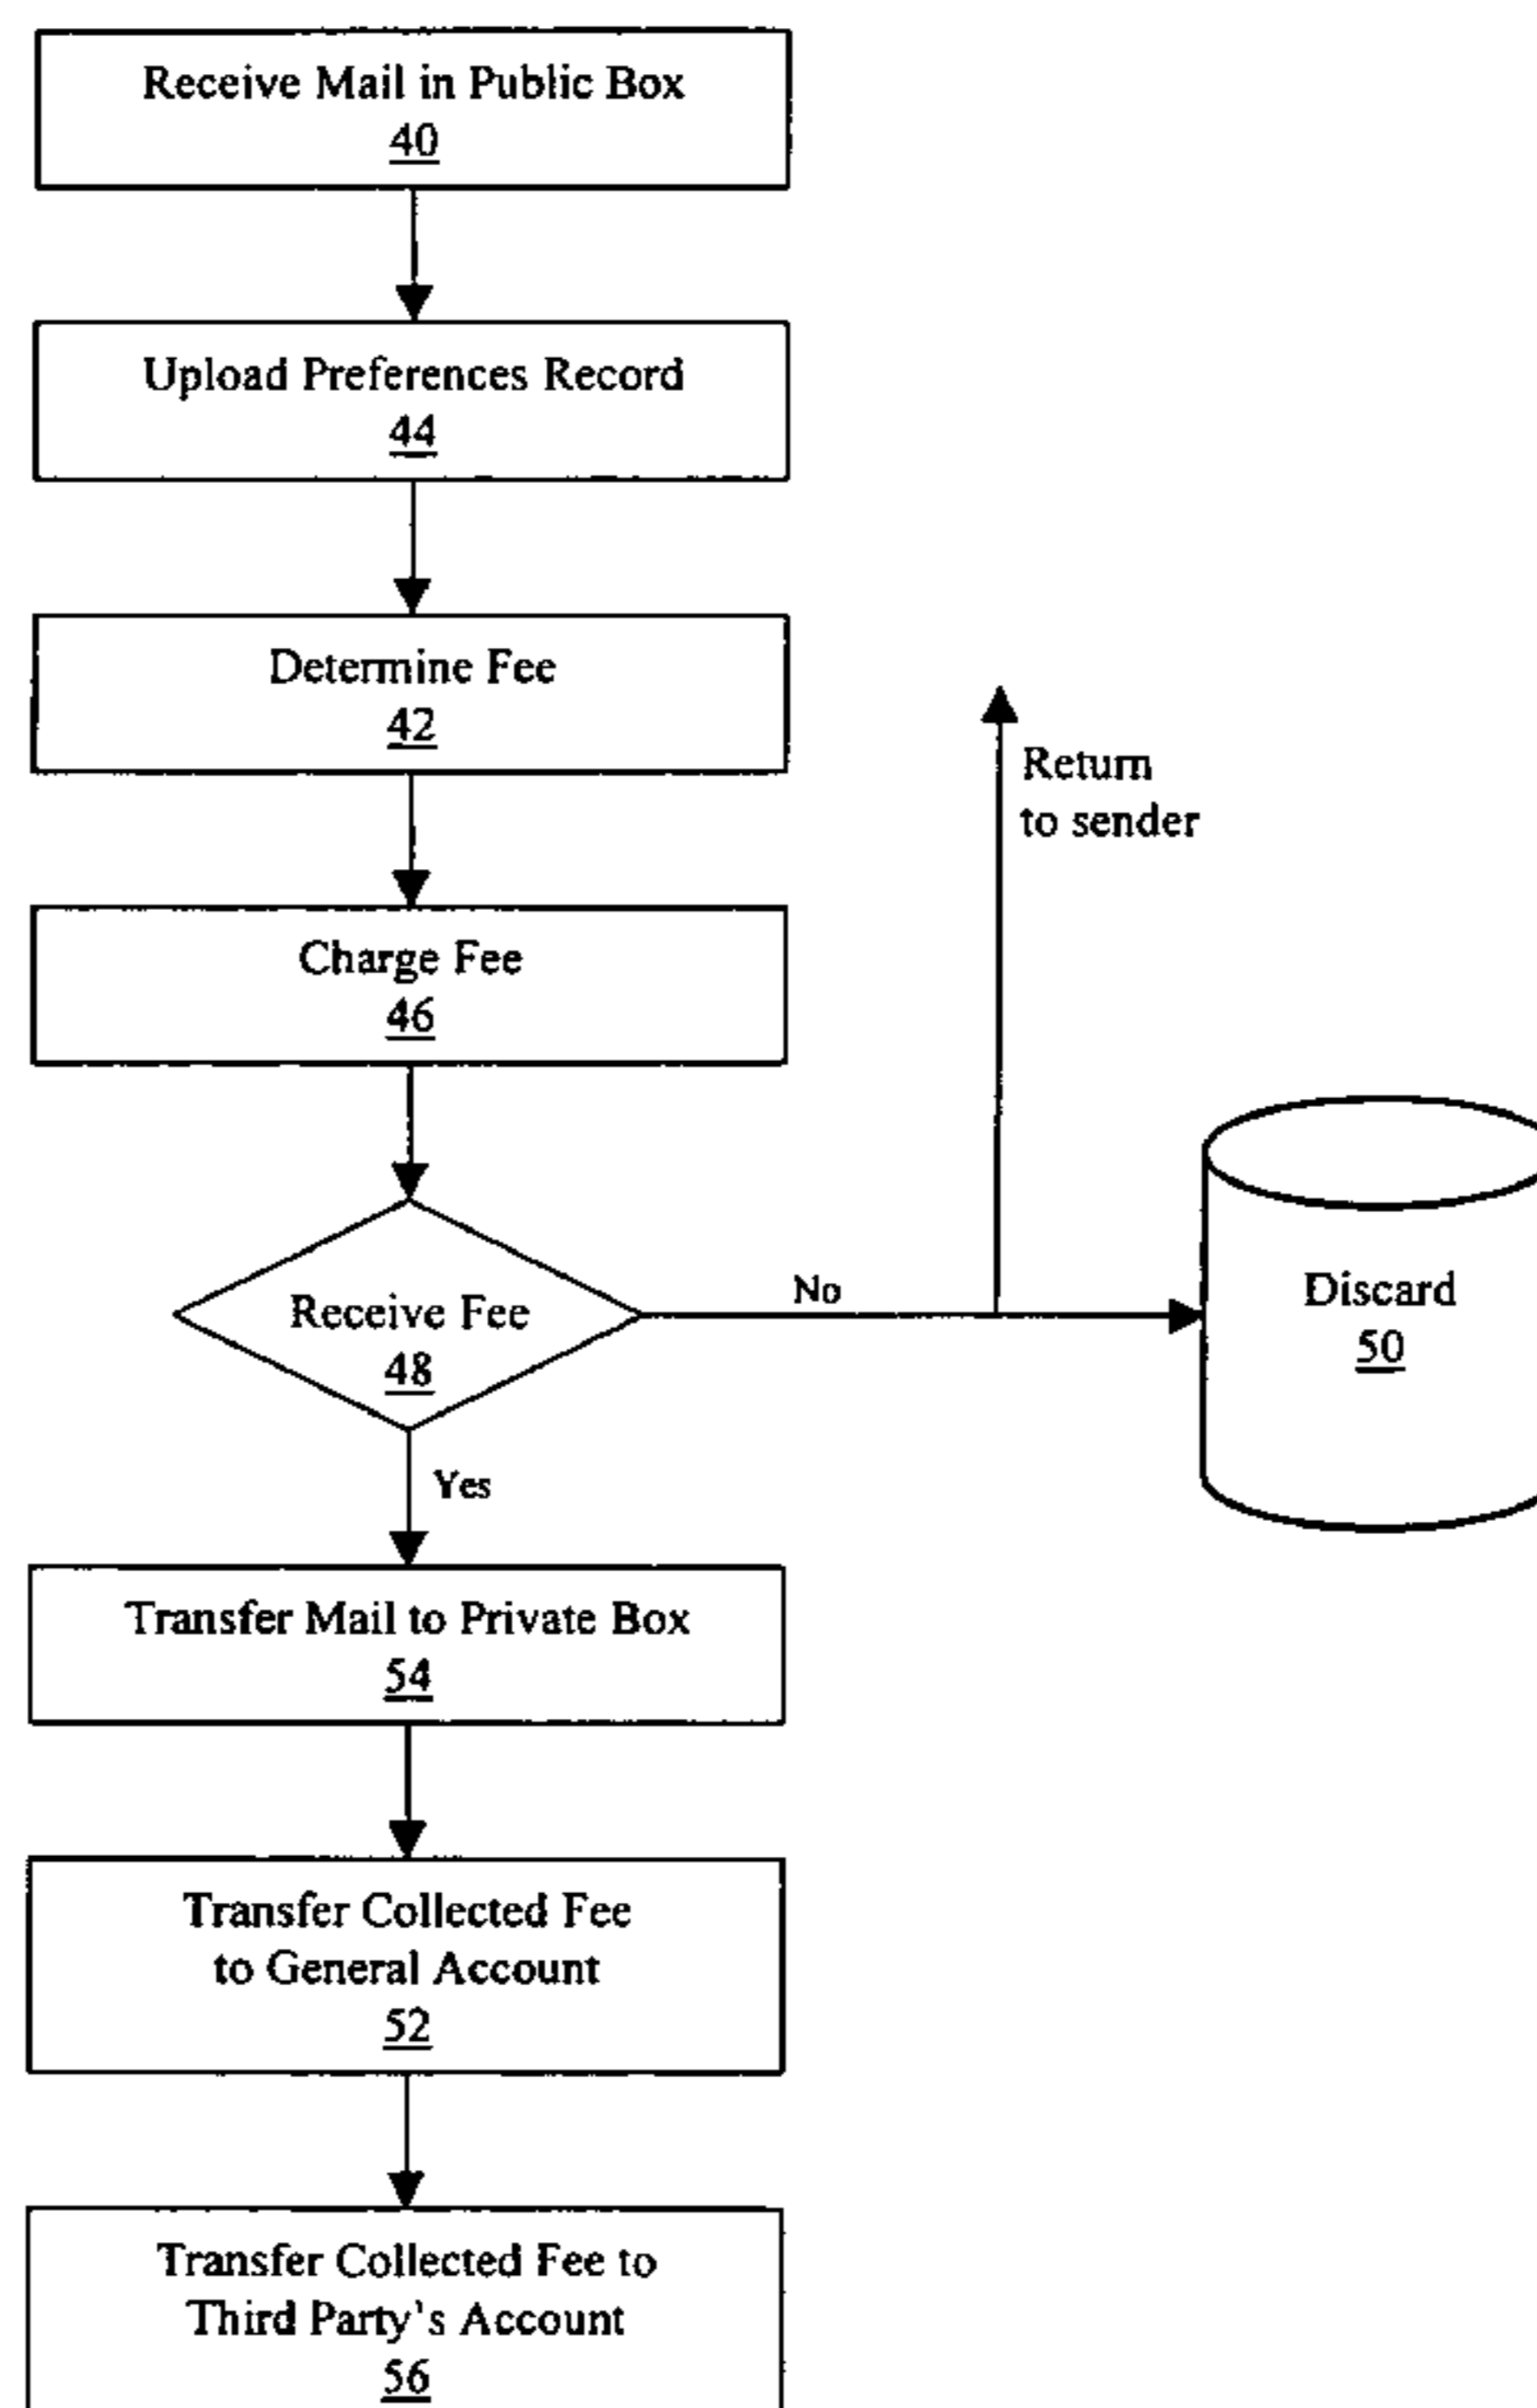 Receive Mail in Public Box
40
Upload Preferences Record
44
Determine Fee
42
Return
to sender
Charge Fee
46
No
Receive Fee
48
Discard
50
Yes
Transfer Mail to Private Box
54
Transfer Collected Fee
to General Account
52
Transfer Collected Fee to
Third Party's Account
56